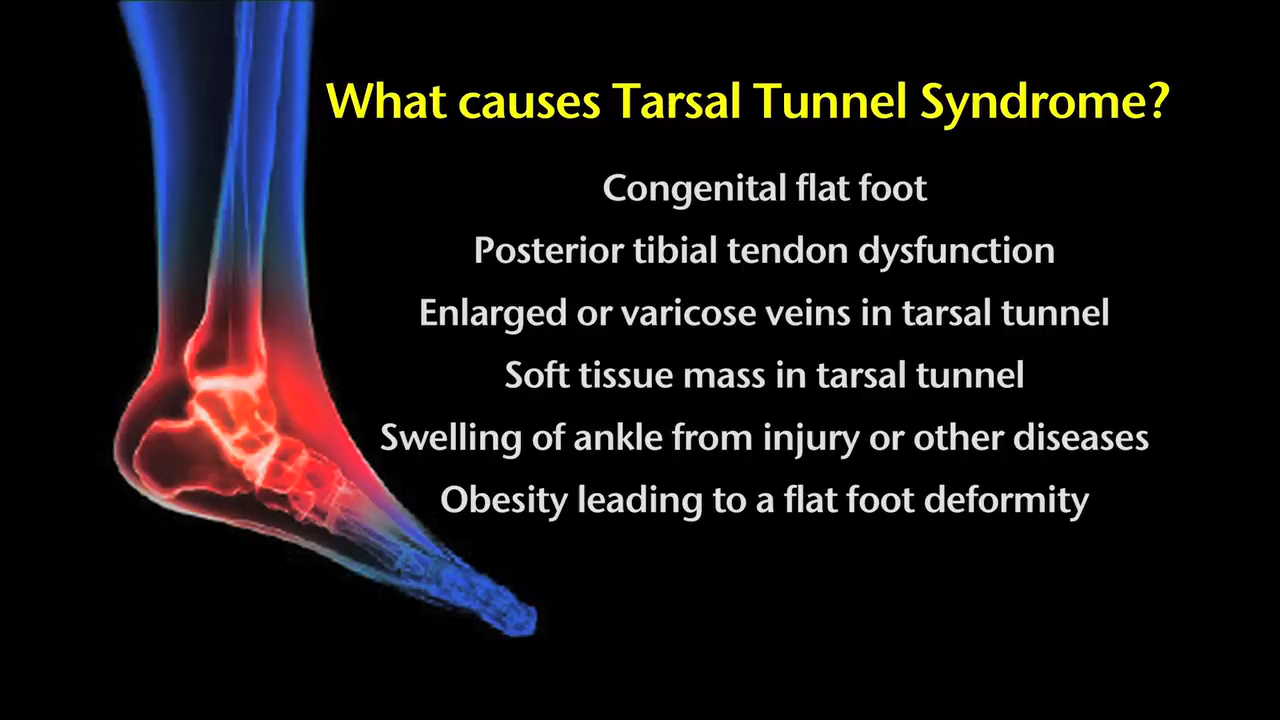 What causes Tarsal Tunnel Syndrome?
Congenital flat foot
Posterior tibial tendon dysfunction
Enlarged or varicose veins in tarsal tunnel
Soft tissue mass in tarsal tunnel
Swelling of ankle from injury or other diseases
Obesity leading to a flat foot deformity